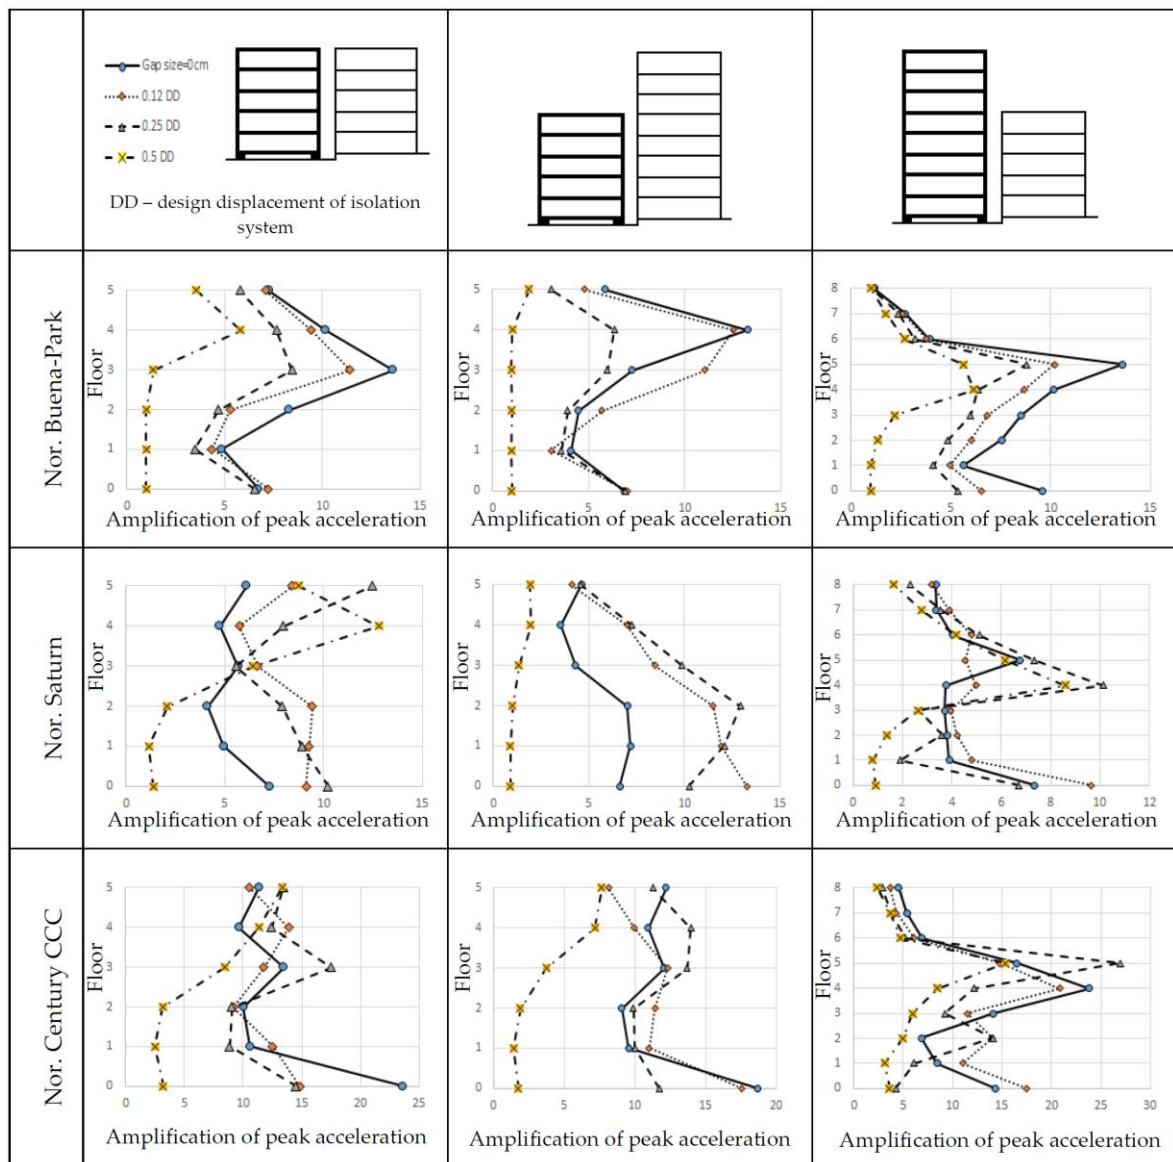 Gap size=0cm
0.12 DD
0.25 DD
0.5 DD
DD – design displacement of isolation
system
Nor. Buena-Park
Floor
5
4
3
2
1
0
0 5 10 15
Amplification of peak acceleration
Floor
5
4
3
2
1
0
0 5 10 15
Amplification of peak acceleration
Floor
8
7
6
5
4
3
2
1
0
0 5 10 15
Amplification of peak acceleration
Nor. Saturn
Floor
5
4
3
2
1
0
0 5 10 15
Amplification of peak acceleration
Floor
5
4
3
2
1
0
0 5 10 15
Amplification of peak acceleration
Floor
8
7
6
5
4
3
2
1
0
0 2 4 6 8 10 12
Amplification of peak acceleration
Nor. Century CCC
Floor
5
4
3
2
1
0
0 5 10 15 20 25
Amplification of peak acceleration
Floor
5
4
3
2
1
0
0 5 10 15 20
Amplification of peak acceleration
Floor
8
7
6
5
4
3
2
1
0
0 5 10 15 20 25 30
Amplification of peak acceleration